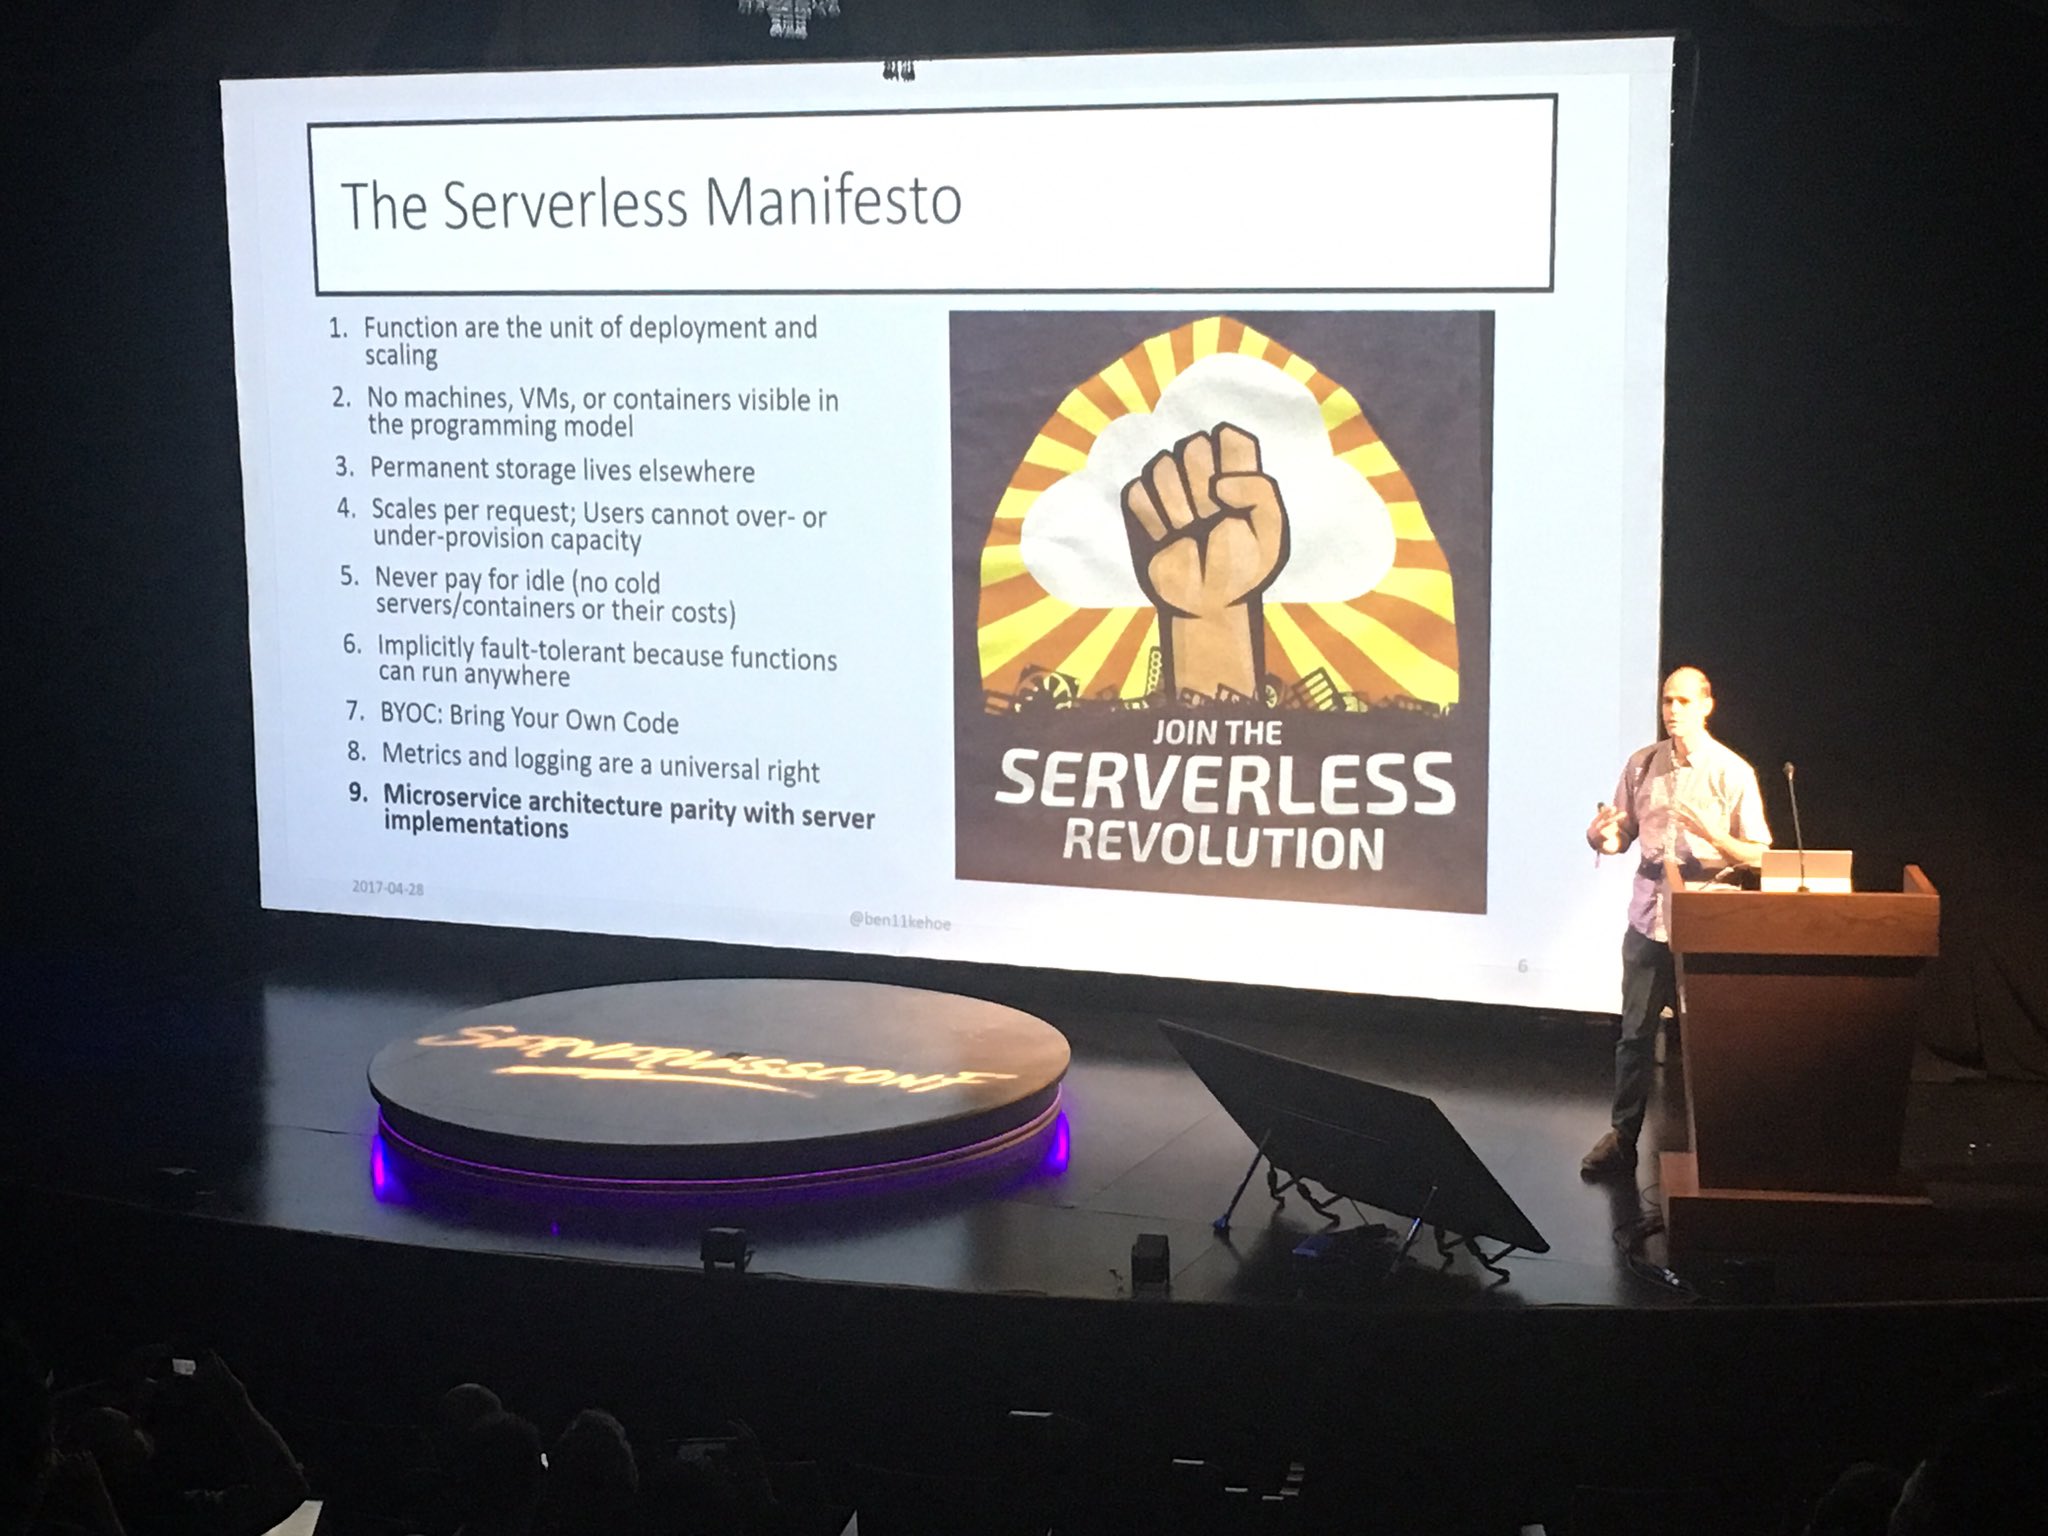 The Serverless Manifesto
1. Function are the unit of deployment and
scaling
2. No machines, VMs, or containers visible in
the programming model
3. Permanent storage lives elsewhere
4. Scales per request; Users cannot over- or
under-provision capacity
5. Never pay for idle (no cold
servers/containers or their costs)
6. Implicitly fault-tolerant because functions
can run anywhere
7. BYOC: Bring Your Own Code
8. Metrics and logging are a universal right
9. Microservice architecture parity with server
implementations
JOIN THE
SERVERLESS
REVOLUTION
2017-04-28
@ben11kehoe
6
SERVERLESSCONF